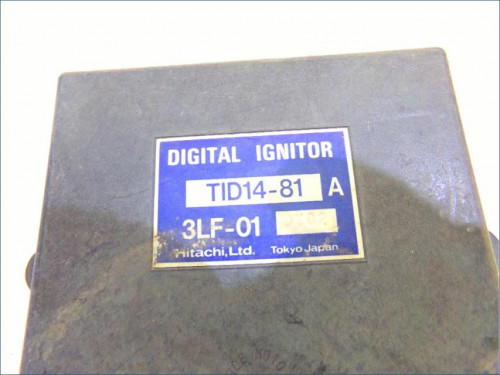 DIGITAL IGNITOR
TID14-81 A
3LF-01
Hitachi, Ltd. Tokyo Japan